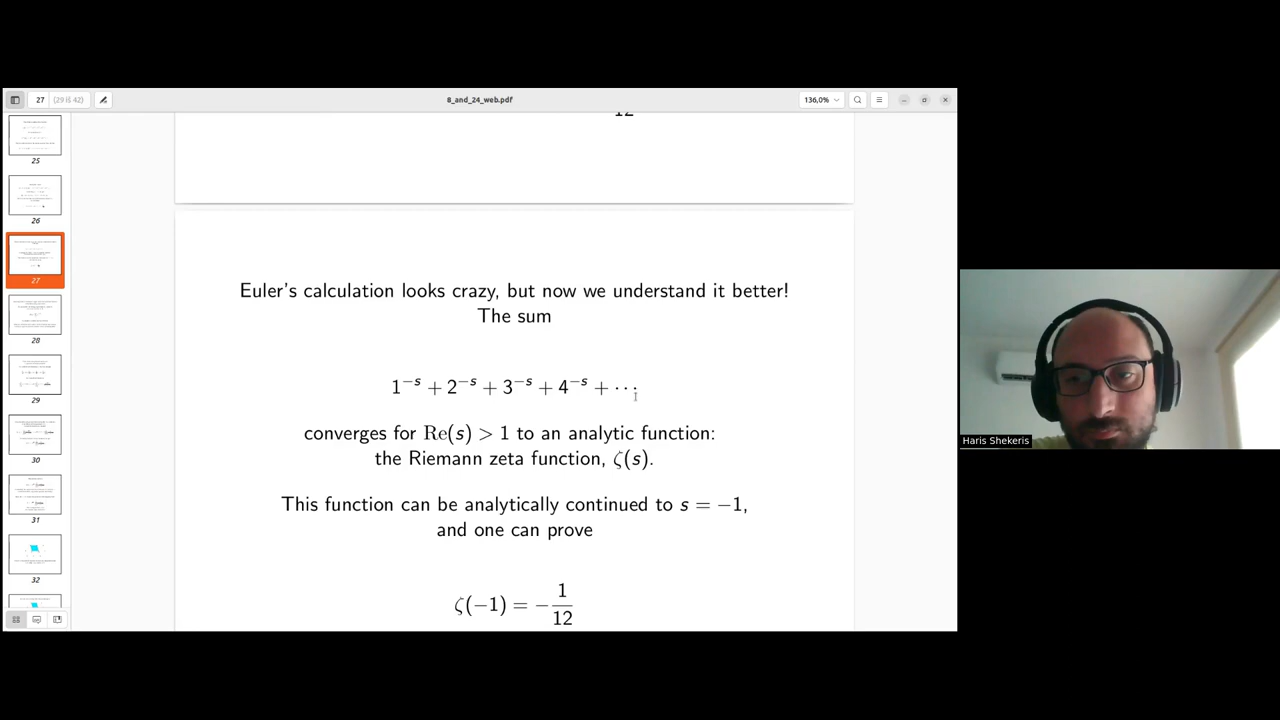 27 (29 iš 42)
8_and_24_web.pdf
136,0%
12
25
26
27
28
29
30
31
32
Euler's calculation looks crazy, but now we understand it better!
The sum
1⁻ˢ + 2⁻ˢ + 3⁻ˢ + 4⁻ˢ + ⋯
converges for Re(s) > 1 to an analytic function:
the Riemann zeta function, ζ(s).
This function can be analytically continued to s = −1,
and one can prove
ζ(−1) = −1/12
Haris Shekeris